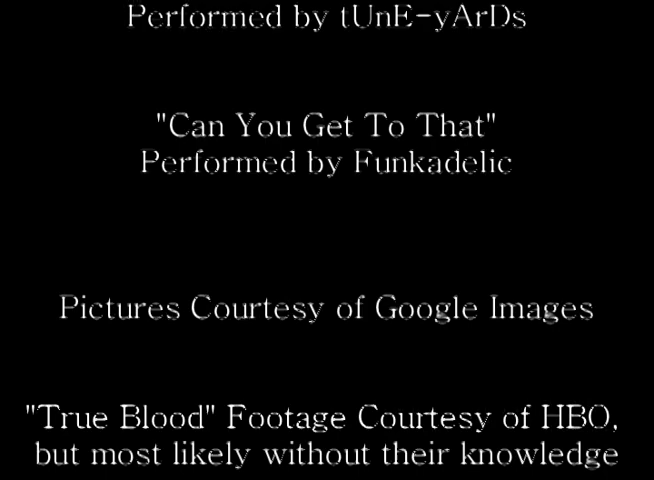 Performed by tUnE-yArDs
"Can You Get To That"
Performed by Funkadelic
Pictures Courtesy of Google Images
"True Blood" Footage Courtesy of HBO,
but most likely without their knowledge